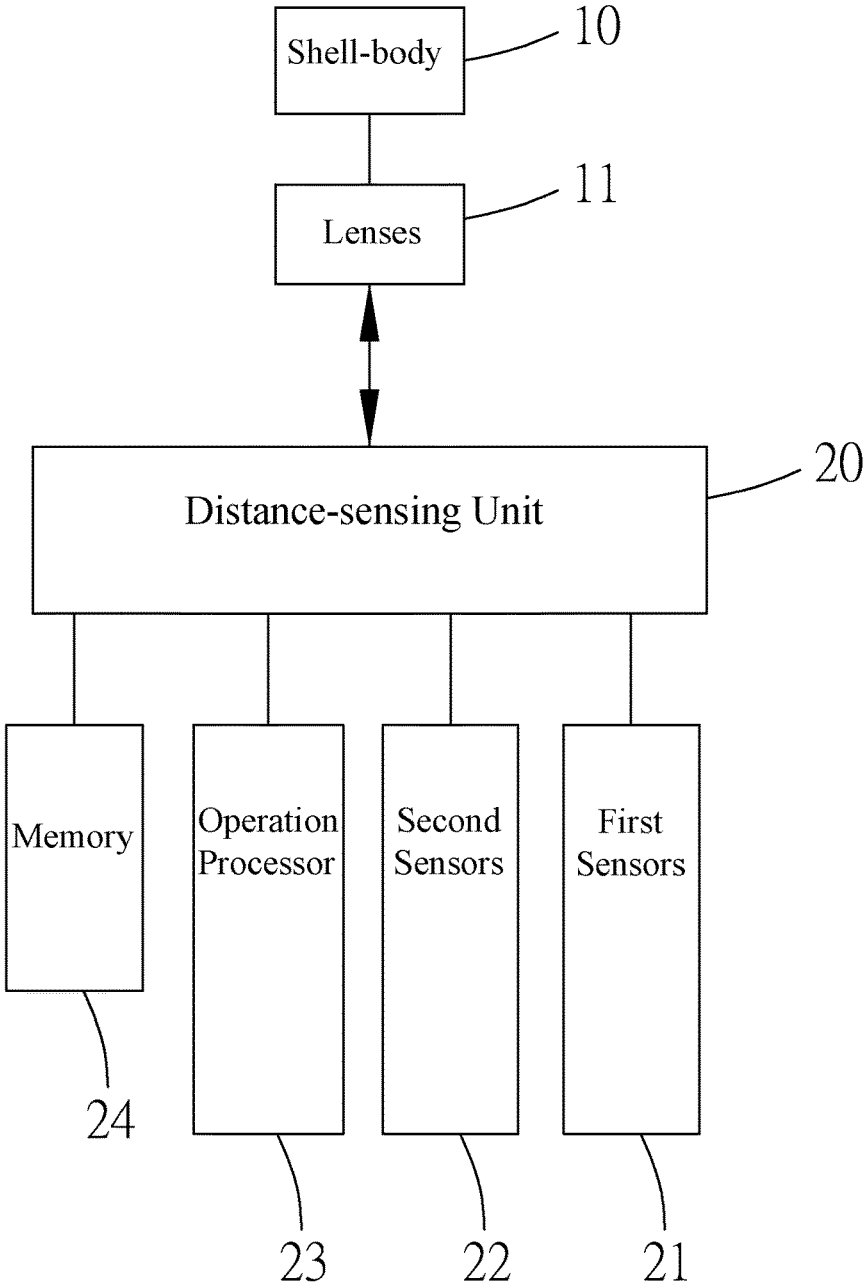 Shell-body
10
Lenses
11
Distance-sensing Unit
20
Memory
Operation
Processor
Second
Sensors
First
Sensors
24
23
22
21